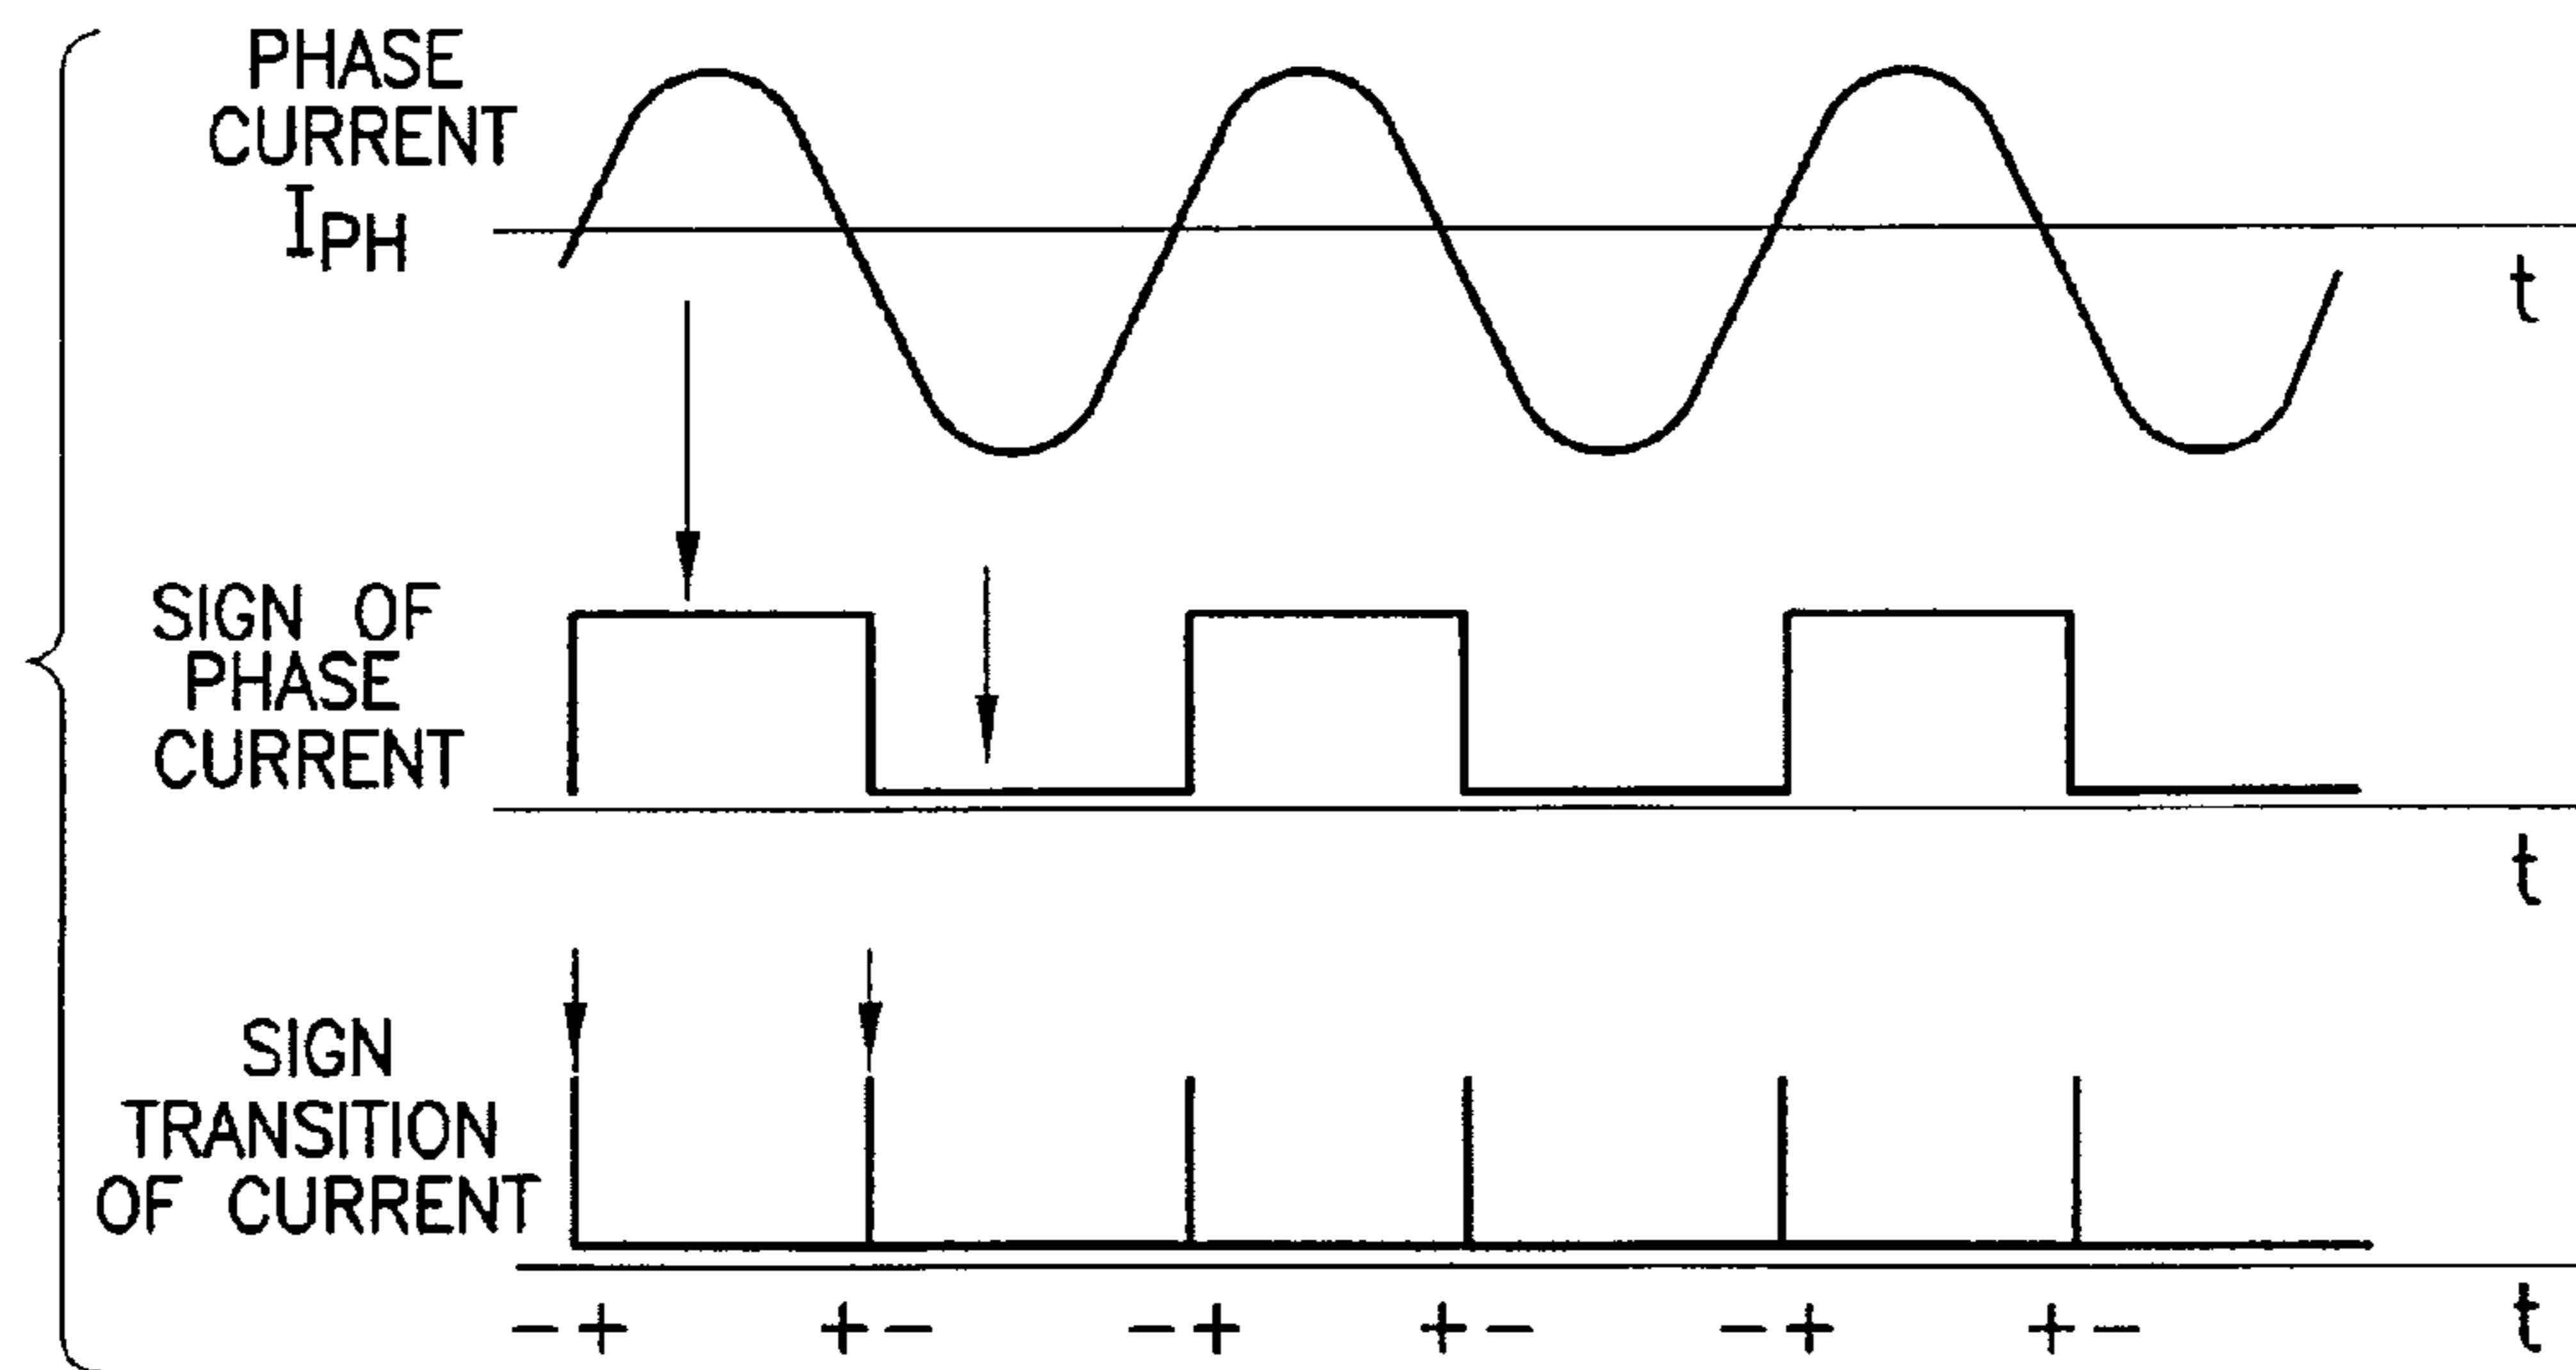 PHASE
CURRENT
IPH
t
SIGN OF
PHASE
CURRENT
t
SIGN
TRANSITION
OF CURRENT
-+ +- -+ +- -+ +- t